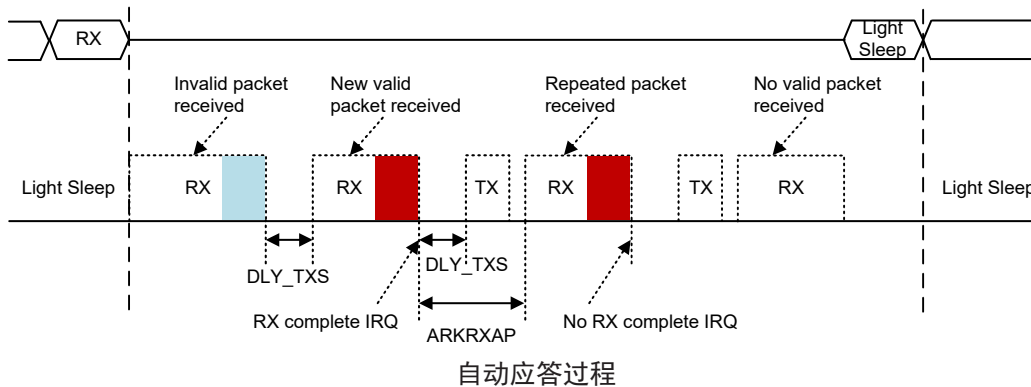 RX
Light
Sleep
Invalid packet
received
New valid
packet received
Repeated packet
received
No valid packet
received
Light Sleep
RX
RX
TX
RX
TX
RX
Light Sleep
DLY_TXS
DLY_TXS
RX complete IRQ
No RX complete IRQ
ARKRXAP
自动应答过程